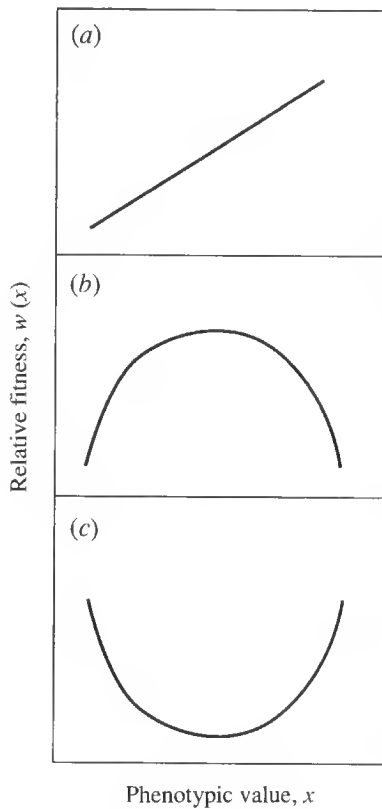 (a)
(b)
(c)
Relative fitness, w (x)
Phenotypic value, x